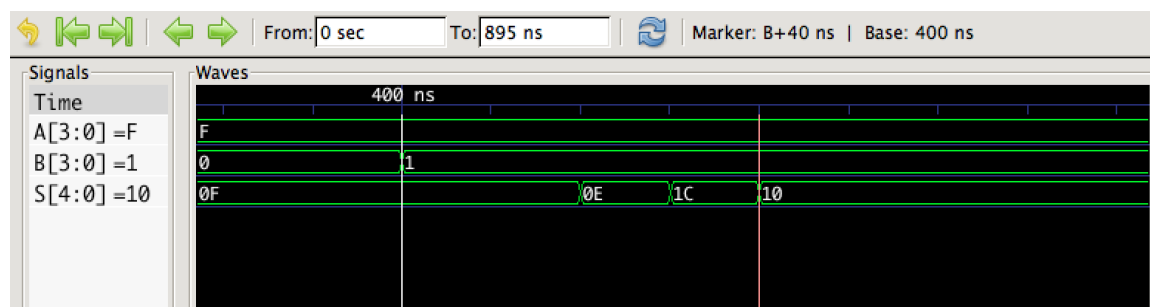 From: 0 sec To: 895 ns | Marker: B+40 ns | Base: 400 ns
Signals Waves
Time 400 ns
A[3:0] =F F
B[3:0] =1 0 1
S[4:0] =10 0F 0E 1C 10